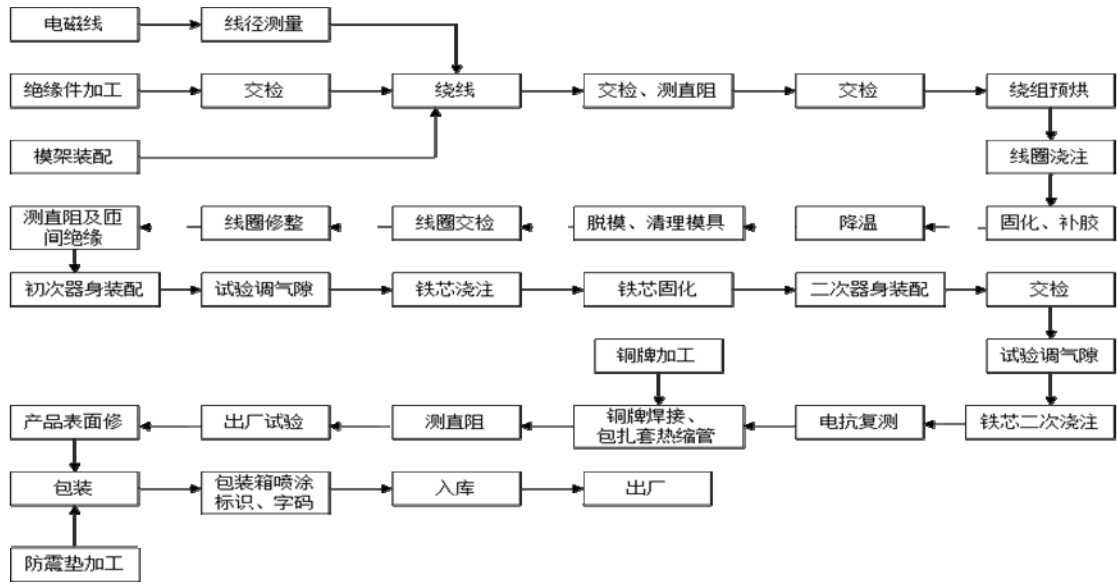 电磁线
线径测量
绝缘件加工
交检
绕线
交检、测直阻
交检
绕组预烘
模架装配
线圈浇注
测直阻及匝
间绝缘
线圈修整
线圈交检
脱模、清理模具
降温
固化、补胶
初次器身装配
试验调气隙
铁芯浇注
铁芯固化
二次器身装配
交检
铜牌加工
试验调气隙
产品表面修
出厂试验
测直阻
铜牌焊接、
包扎套热缩管
电抗复测
铁芯二次浇注
包装
包装箱喷涂
标识、字码
入库
出厂
防震垫加工